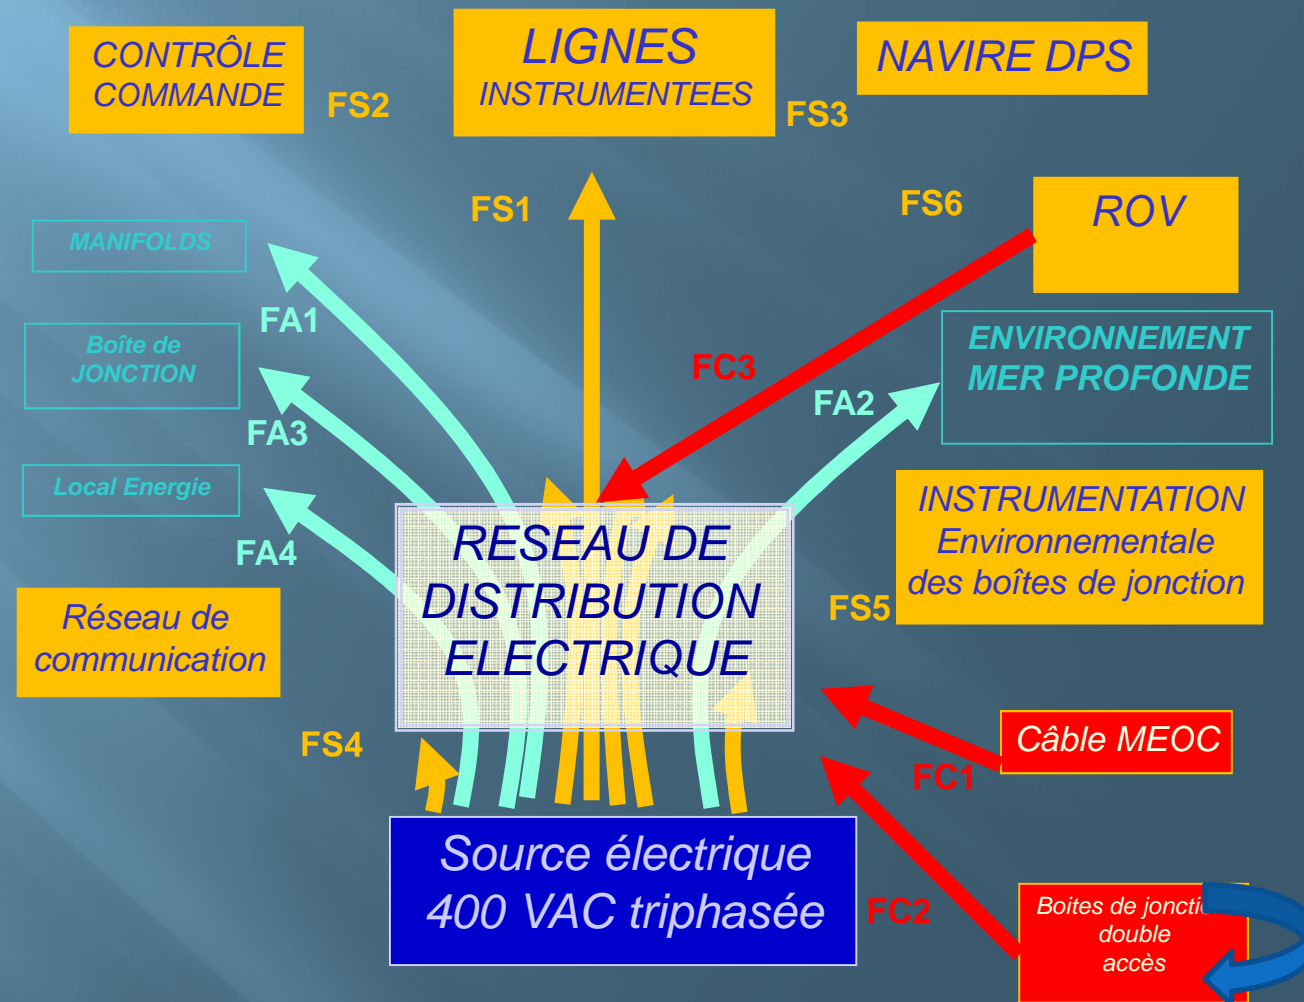 CONTRÔLE
COMMANDE
FS2
LIGNES
INSTRUMENTEES
FS3
NAVIRE DPS
FS1
FS6
ROV
MANIFOLDS
FA1
Boîte de
JONCTION
FA3
FC3
FA2
ENVIRONNEMENT
MER PROFONDE
Local Energie
FA4
RESEAU DE
DISTRIBUTION
ELECTRIQUE
INSTRUMENTATION
Environnementale
des boîtes de jonction
FS5
Réseau de
communication
FS4
Câble MEOC
FC1
Source électrique
400 VAC triphasée
FC2
Boites de
double
accès